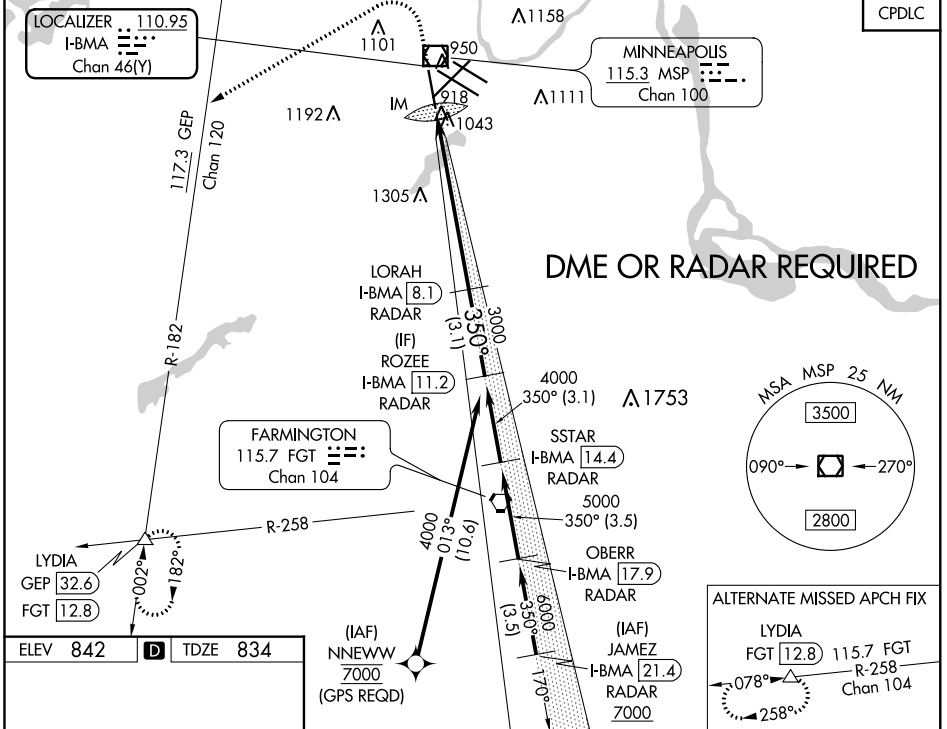 LOCALIZER 110.95
I-BMA
Chan 46(Y)
1101
1158
CPDLC
950
MINNEAPOLIS
115.3 MSP
Chan 100
117.3 GEP
Chan 120
1192
IM
918
1043
1111
1305
DME OR RADAR REQUIRED
LORAH
I-BMA 8.1
RADAR
350°
(3.1)
3000
(IF)
ROZEE
I-BMA 11.2
RADAR
R-182
4000
350° (3.1)
1753
MSA MSP 25 NM
3500
090°
270°
2800
FARMINGTON
115.7 FGT
Chan 104
SSTAR
I-BMA 14.4
RADAR
5000
350° (3.5)
R-258
4000
013°
(10.6)
OBERR
I-BMA 17.9
RADAR
LYDIA
GEP 32.6
FGT 12.8
002°
182°
6000
350°
(3.5)
170°
(IAF)
JAMEZ
I-BMA 21.4
RADAR
7000
(IAF)
NNEWW
7000
(GPS REQD)
ELEV 842 D TDZE 834
ALTERNATE MISSED APCH FIX
LYDIA
FGT 12.8 115.7 FGT
R-258
Chan 104
078°
258°